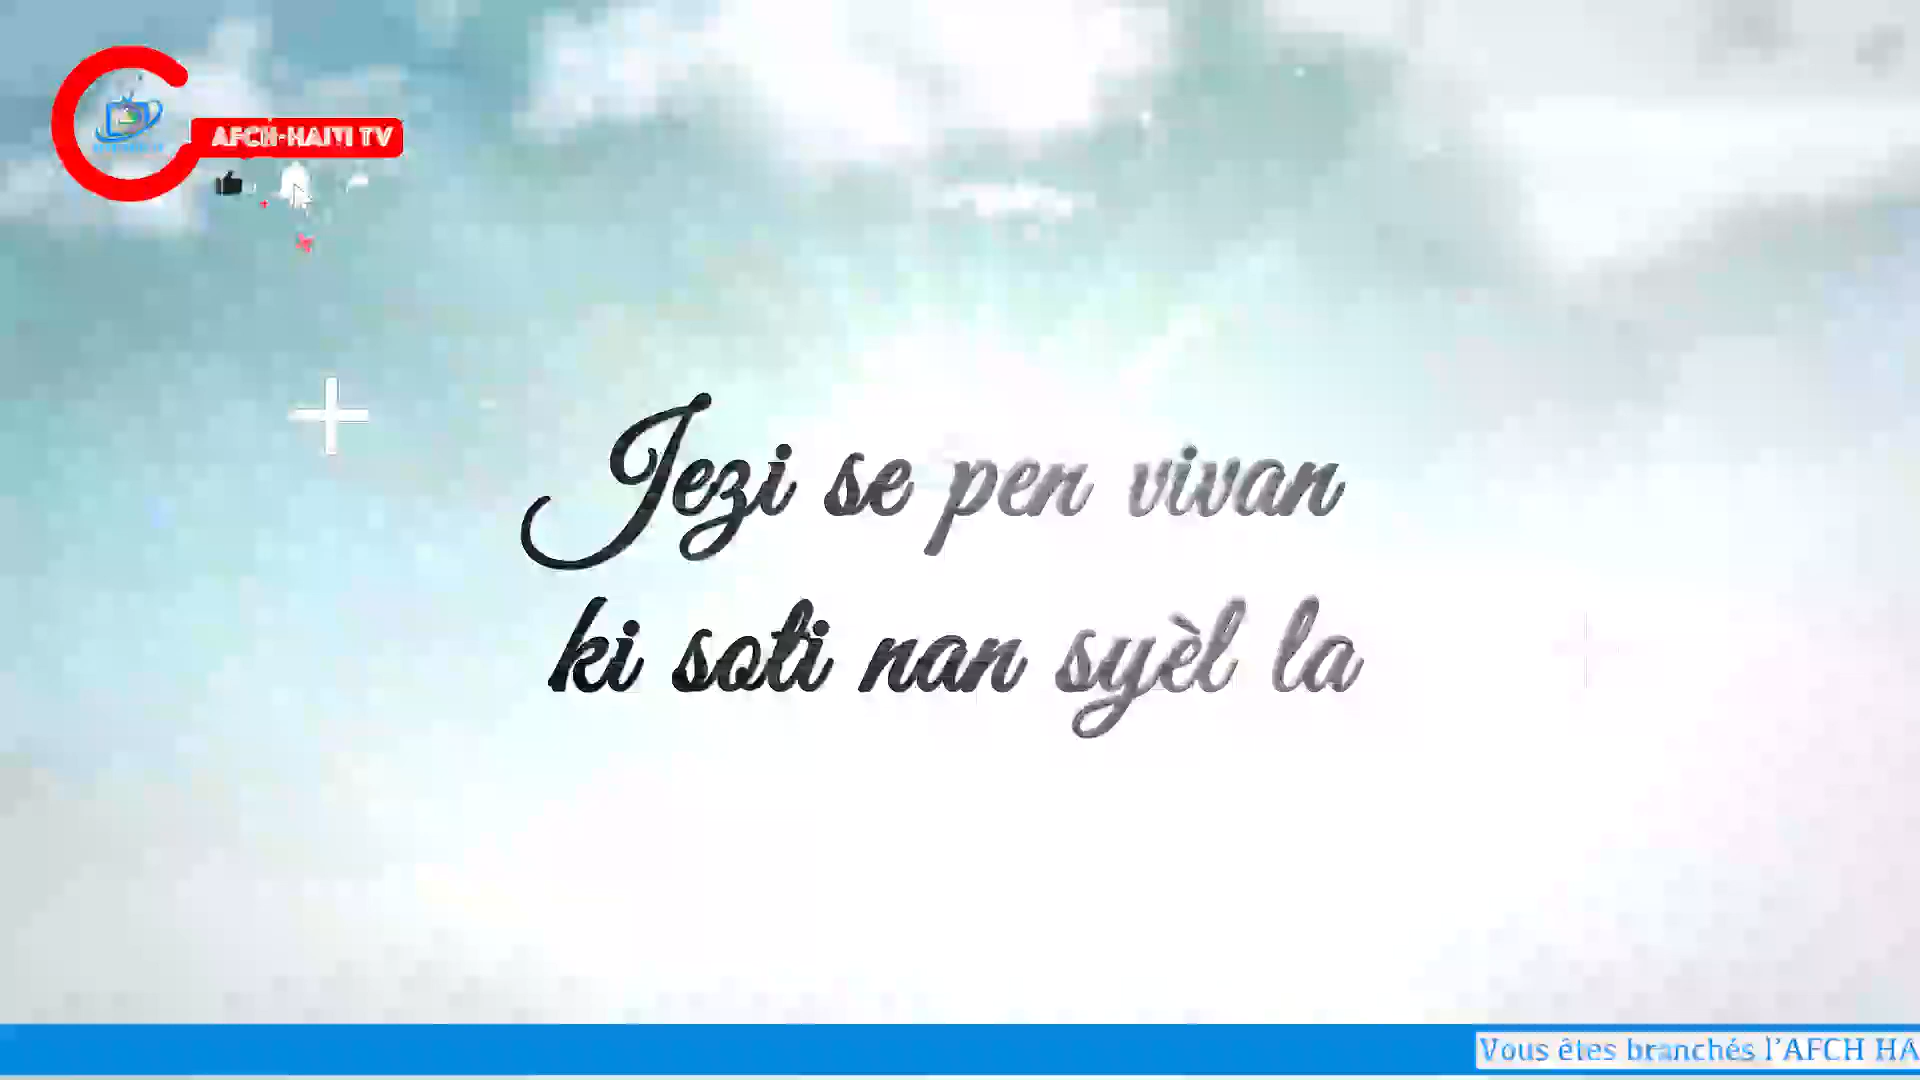 AFCH-HAITI TV
Jezi se pen vivan
ki soti nan syèl la
Vous êtes branchés l'AFCH HA